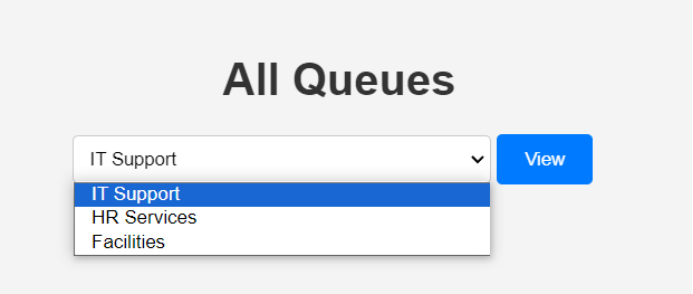 All Queues
IT Support
View
IT Support
HR Services
Facilities